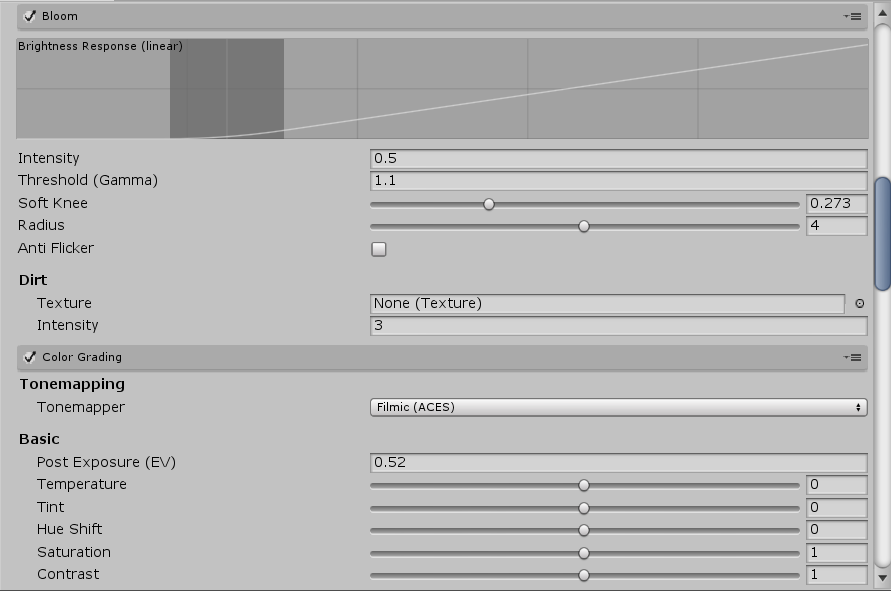 Bloom
Brightness Response (linear)
Intensity 0.5
Threshold (Gamma) 1.1
Soft Knee 0.273
Radius 4
Anti Flicker
Dirt
Texture None (Texture)
Intensity 3
Color Grading
Tonemapping
Tonemapper Filmic (ACES)
Basic
Post Exposure (EV) 0.52
Temperature 0
Tint 0
Hue Shift 0
Saturation 1
Contrast 1